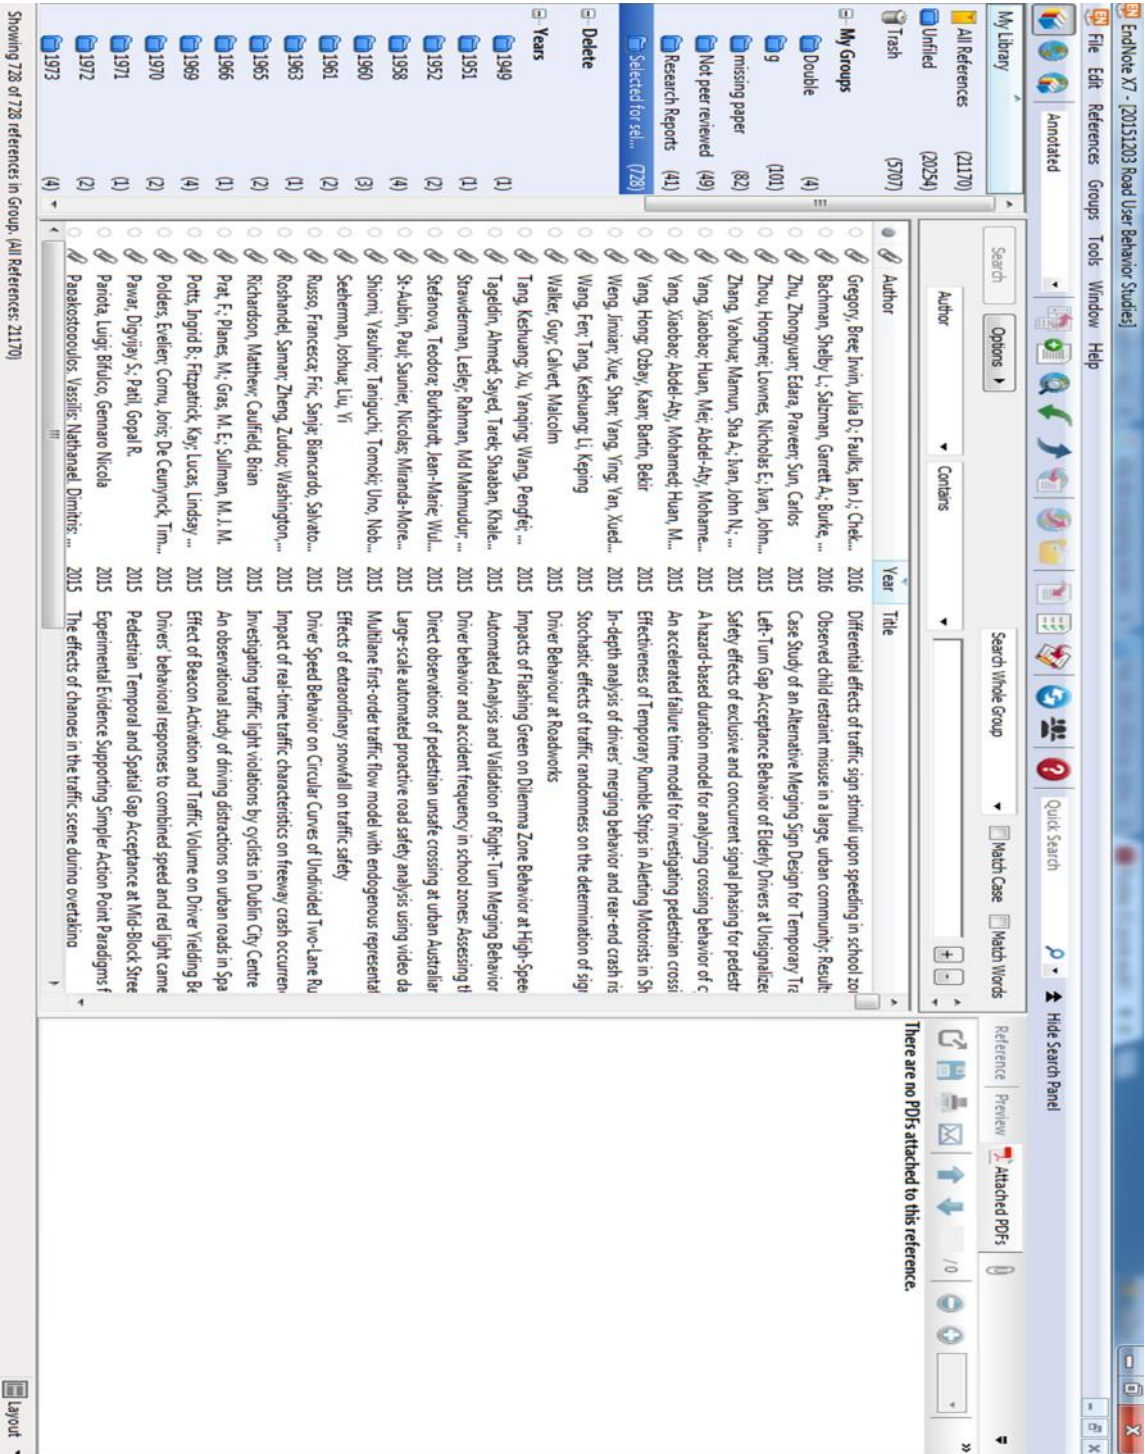 EndNote X7 - [20151203 Road User Behavior Studies]
File Edit References Groups Tools Window Help
Annotated
Quick Search
Hide Search Panel
My Library
All References (21170)
Unfiled (20254)
Trash (5707)
My Groups
Double (4)
g (101)
missing paper (82)
Not peer reviewed (49)
Research Reports (41)
Selected for sel... (728)
Delete
Years
1949 (1)
1951 (1)
1952 (2)
1958 (4)
1960 (3)
1961 (2)
1963 (1)
1965 (2)
1966 (1)
1969 (4)
1970 (2)
1971 (1)
1972 (2)
1973 (4)
Search Options Search Whole Group Match Case Match Words
Author Contains
Author Year Title
Gregory, Bree; Irwin, Julia D.; Faulks, Ian J.; Chek... 2016 Differential effects of traffic sign stimuli upon speeding in school zo
Bachman, Shelby L.; Salzman, Garrett A.; Burke, ... 2016 Observed child restraint misuse in a large, urban community: Result
Zhu, Zhongyuan; Edara, Praveen; Sun, Carlos 2015 Case Study of an Alternative Merging Sign Design for Temporary Tra
Zhou, Hongmei; Lownes, Nicholas E.; Ivan, John... 2015 Left-Turn Gap Acceptance Behavior of Elderly Drivers at Unsignalized
Zhang, Yaohua; Mamun, Sha A.; Ivan, John N.; ... 2015 Safety effects of exclusive and concurrent signal phasing for pedestr
Yang, Xiaobao; Huan, Mei; Abdel-Aty, Mohame... 2015 A hazard-based duration model for analyzing crossing behavior of c
Yang, Xiaobao; Abdel-Aty, Mohamed; Huan, M... 2015 An accelerated failure time model for investigating pedestrian crossi
Yang, Hong; Ozbay, Kaan; Bartin, Bekir 2015 Effectiveness of Temporary Rumble Strips in Alerting Motorists in Sh
Weng, Jinxian; Xue, Shan; Yang, Ying; Yan, Xued... 2015 In-depth analysis of drivers' merging behavior and rear-end crash ris
Wang, Fen; Tang, Keshuang; Li, Keping 2015 Stochastic effects of traffic randomness on the determination of sign
Walker, Guy; Calvert, Malcolm 2015 Driver Behaviour at Roadworks
Tang, Keshuang; Xu, Yanqing; Wang, Pengfei; ... 2015 Impacts of Flashing Green on Dilemma Zone Behavior at High-Spee
Tageldin, Ahmed; Sayed, Tarek; Shaaban, Khale... 2015 Automated Analysis and Validation of Right-Turn Merging Behavior
Strawderman, Lesley; Rahman, Md Mahmudur; ... 2015 Driver behavior and accident frequency in school zones: Assessing th
Stefanova, Teodora; Burkhardt, Jean-Marie; Wul... 2015 Direct observations of pedestrian unsafe crossing at urban Australian
St-Aubin, Paul; Saunier, Nicolas; Miranda-More... 2015 Large-scale automated proactive road safety analysis using video da
Shiomi, Yasuhiro; Taniguchi, Tomoki; Uno, Nob... 2015 Multilane first-order traffic flow model with endogenous representat
Seeherman, Joshua; Liu, Yi 2015 Effects of extraordinary snowfall on traffic safety
Russo, Francesca; Fric, Sanja; Biancardo, Salvato... 2015 Driver Speed Behavior on Circular Curves of Undivided Two-Lane Ru
Roshandel, Saman; Zheng, Zuduo; Washington,... 2015 Impact of real-time traffic characteristics on freeway crash occurren
Richardson, Matthew; Caulfield, Brian 2015 Investigating traffic light violations by cyclists in Dublin City Centre
Prat, F.; Planes, M.; Gras, M. E.; Sullman, M. J. M. 2015 An observational study of driving distractions on urban roads in Spa
Potts, Ingrid B.; Fitzpatrick, Kay; Lucas, Lindsay ... 2015 Effect of Beacon Activation and Traffic Volume on Driver Yielding Be
Polders, Evelien; Cornu, Joris; De Ceunynck, Tim... 2015 Drivers' behavioral responses to combined speed and red light came
Pawar, Digvijay S.; Patil, Gopal R. 2015 Pedestrian Temporal and Spatial Gap Acceptance at Mid-Block Stree
Pariota, Luigi; Bifulco, Gennaro Nicola 2015 Experimental Evidence Supporting Simpler Action Point Paradigms f
Papakostopoulos, Vassilis; Nathanael, Dimitris; ... 2015 The effects of changes in the traffic scene during overtaking
Reference Preview Attached PDFs
/0
There are no PDFs attached to this reference.
Showing 728 of 728 references in Group. (All References: 21170)
Layout